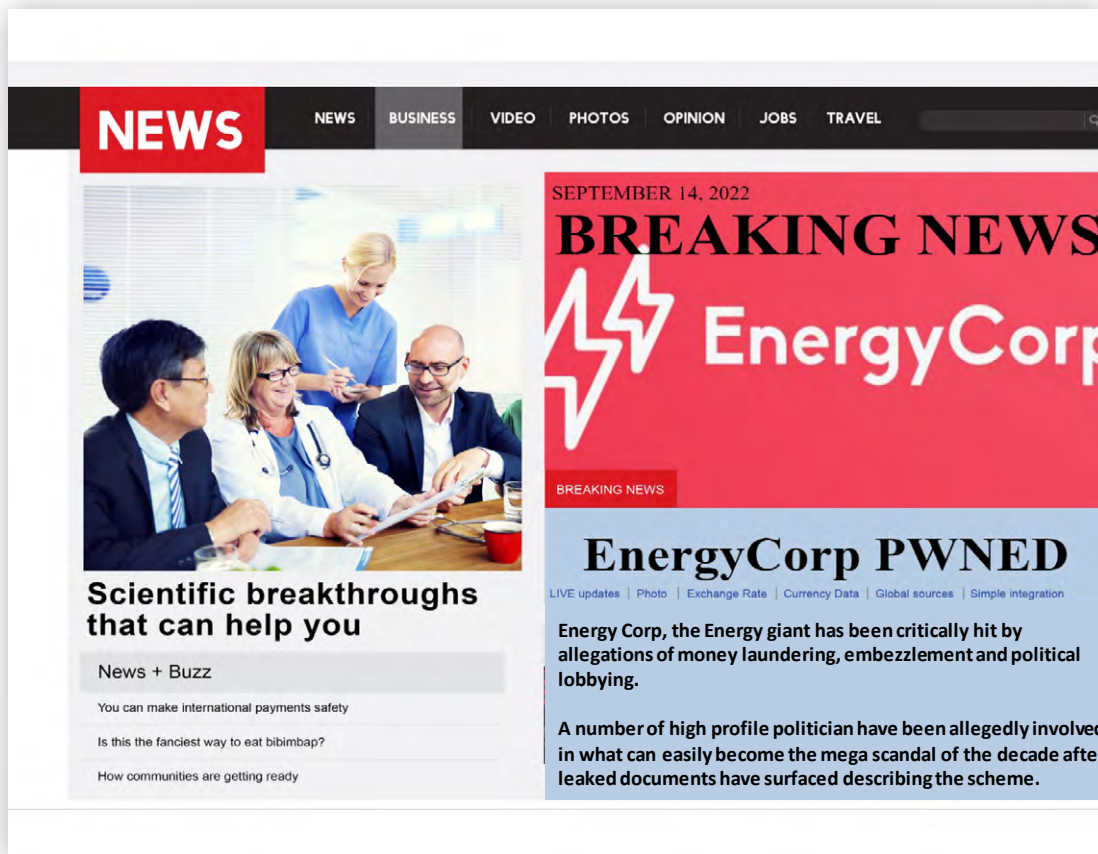 NEWS
NEWS
BUSINESS
VIDEO
PHOTOS
OPINION
JOBS
TRAVEL
Scientific breakthroughs
that can help you
News + Buzz
You can make international payments safety
Is this the fanciest way to eat bibimbap?
How communities are getting ready
SEPTEMBER 14, 2022
BREAKING NEWS
EnergyCorp
BREAKING NEWS
EnergyCorp PWNED
LIVE updates | Photo | Exchange Rate | Currency Data | Global sources | Simple integration
Energy Corp, the Energy giant has been critically hit by
allegations of money laundering, embezzlement and political
lobbying.
A number of high profile politician have been allegedly involved
in what can easily become the mega scandal of the decade afte
leaked documents have surfaced describing the scheme.